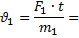 𝜗₁ = (F₁ · t) / m₁ =